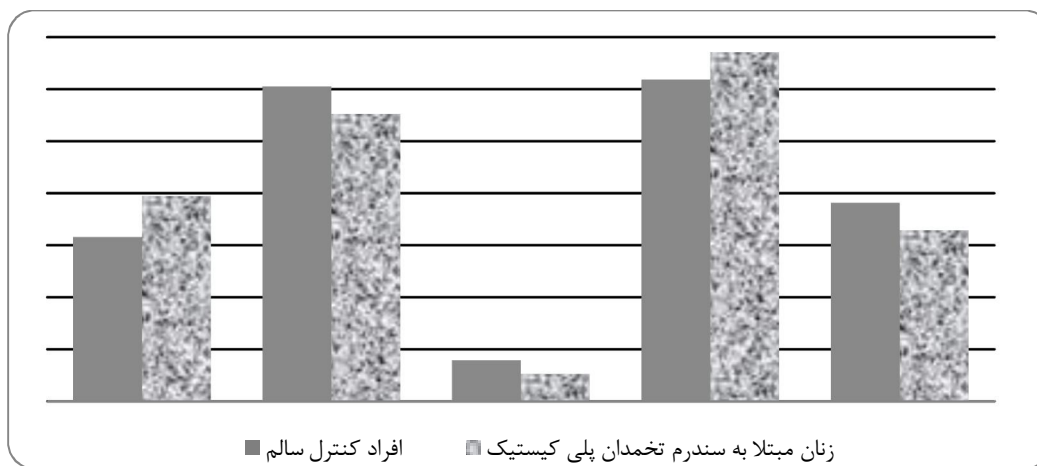 افراد کنترل سالم
زنان مبتلا به سندرم تخمدان پلی کیستیک